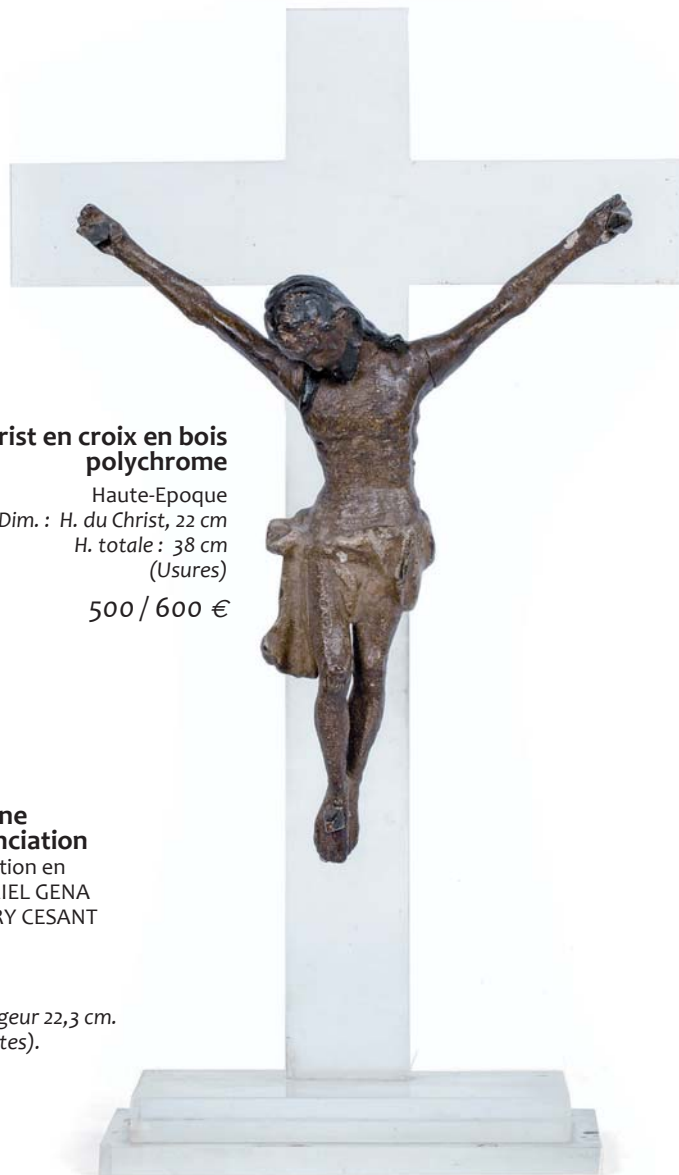 rist en croix en bois
polychrome
Haute-Epoque
Dim. : H. du Christ, 22 cm
H. totale : 38 cm
(Usures)
500 / 600 €
ne
nciation
tion en
IEL GENA
RY CESANT
geur 22,3 cm.
tes).